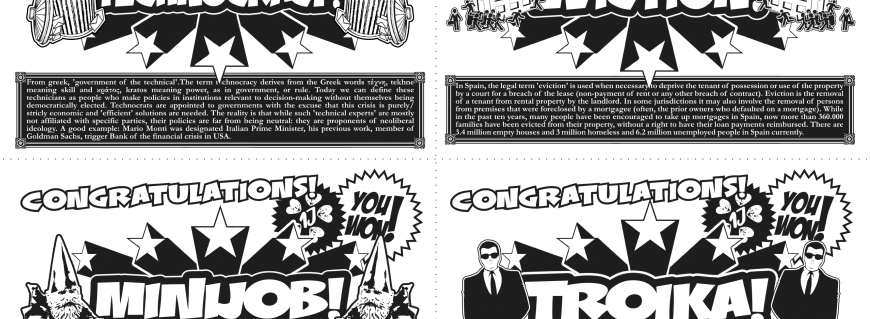 TECHNOCRACY!
EVICTION!
From greek, 'government of the technical'.The term technocracy derives from the Greek words τέχνη, tekhne
meaning skill and κράτος, kratos meaning power, as in government, or rule. Today we can define these
technicians as people who make policies in institutions relevant to decision-making without themselves being
democratically elected. Technocrats are appointed to governments with the excuse that this crisis is purely
stricly economic and 'efficient' solutions are needed. The reality is that while such 'technical experts' are mostly
not affiliated with specific parties, their policies are far from being neutral: they are proponents of neoliberal
ideology. A good example: Mario Monti was designated Italian Prime Minister, his previous work, member of
Goldman Sachs, trigger Bank of the financial crisis in USA.
In Spain, the legal term 'eviction' is used when necessary to deprive the tenant of possession or use of the property
by a court for a breach of the lease (non-payment of rent or any other breach of contract). Eviction is the removal
of a tenant from rental property by the landlord. In some jurisdictions it may also involve the removal of persons
from premises that were foreclosed by a mortgagee (often, the prior owners who defaulted on a mortgage). While
in the past ten years, many people have been encouraged to take up mortgages in Spain, now more than 360.000
families have been evicted from their property, without a right to have their loan payments reimbursed. There are
3.4 million empty houses and 3 million homeless and 6.2 million unemployed people in Spain currently.
CONGRATULATIONS!
1J
YOU
WON!
MINIJOB!
CONGRATULATIONS!
1J
YOU
WON!
TROIKA!